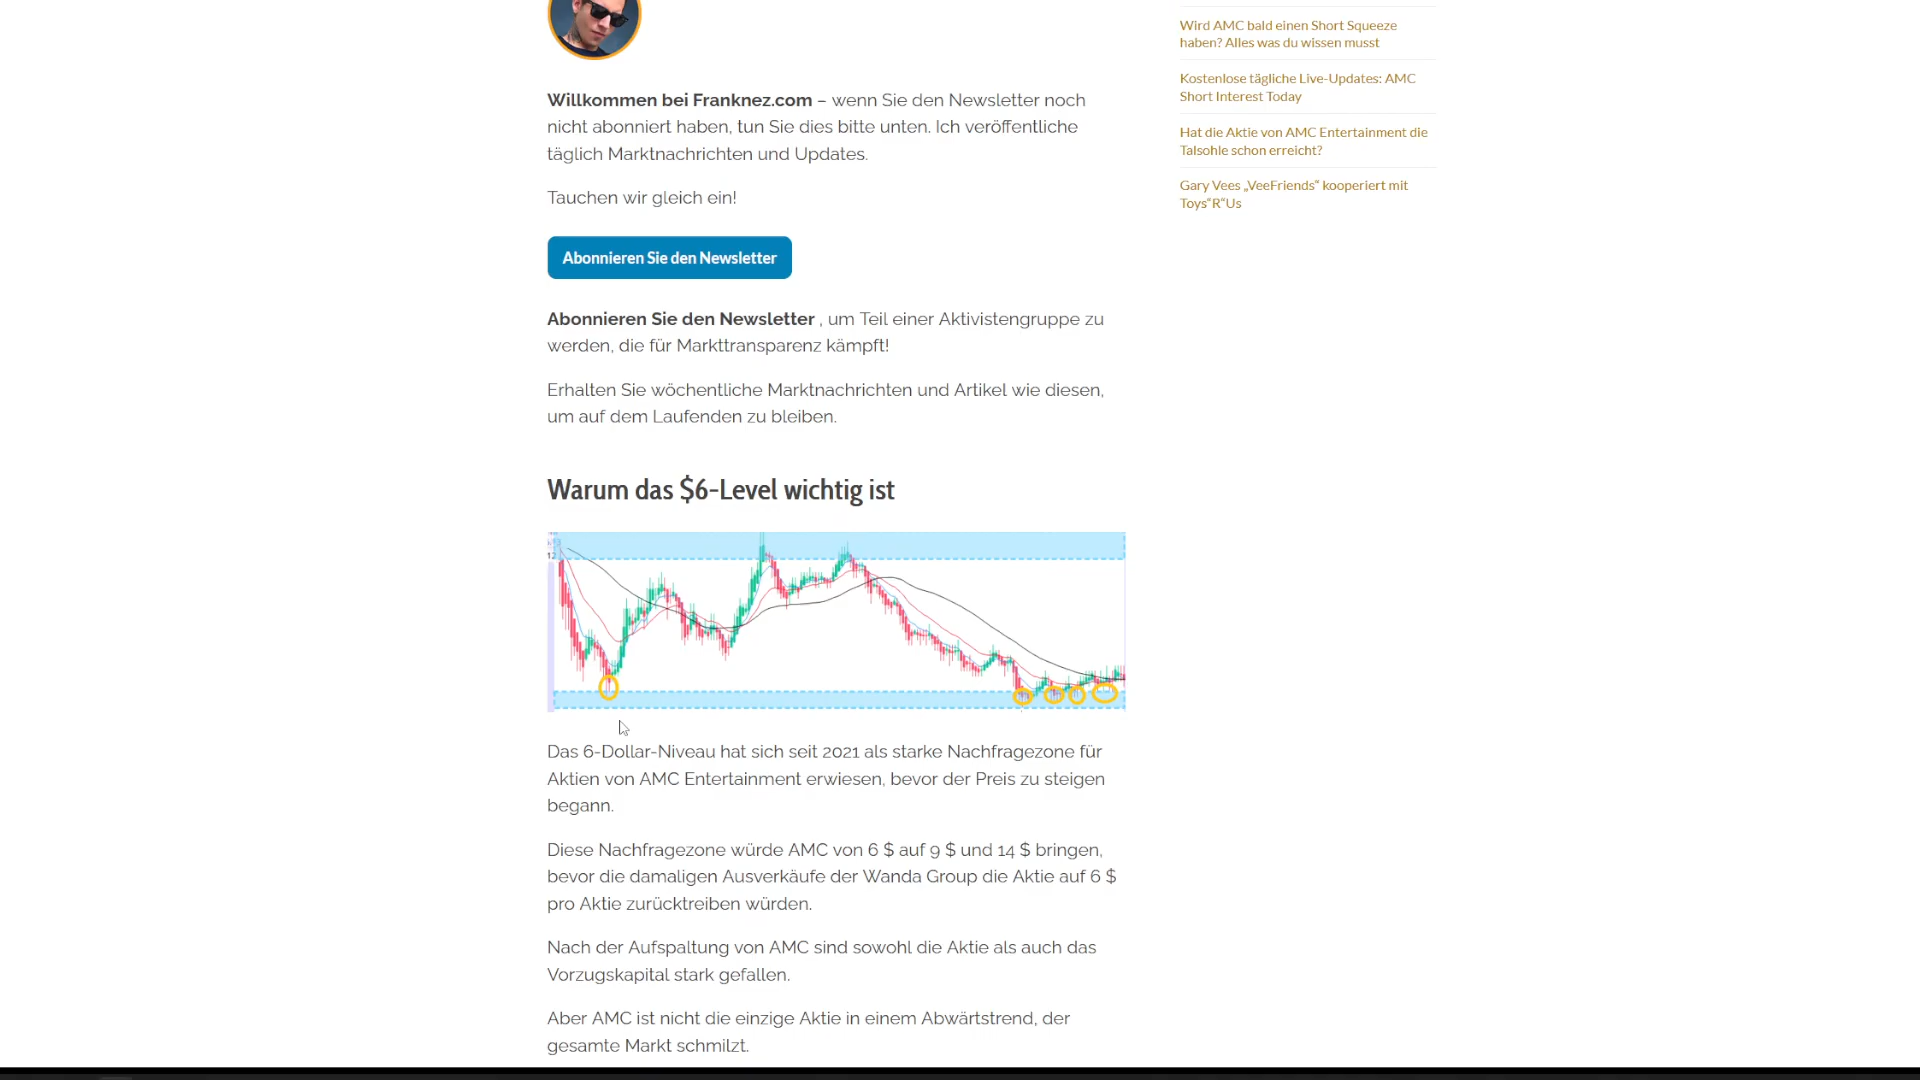 Willkommen bei Franknez.com – wenn Sie den Newsletter noch
nicht abonniert haben, tun Sie dies bitte unten. Ich veröffentliche
täglich Marktnachrichten und Updates.
Tauchen wir gleich ein!
Abonnieren Sie den Newsletter
Abonnieren Sie den Newsletter , um Teil einer Aktivistengruppe zu
werden, die für Markttransparenz kämpft!
Erhalten Sie wöchentliche Marktnachrichten und Artikel wie diesen,
um auf dem Laufenden zu bleiben.
Warum das $6-Level wichtig ist
Das 6-Dollar-Niveau hat sich seit 2021 als starke Nachfragezone für
Aktien von AMC Entertainment erwiesen, bevor der Preis zu steigen
begann.
Diese Nachfragezone würde AMC von 6 $ auf 9 $ und 14 $ bringen,
bevor die damaligen Ausverkäufe der Wanda Group die Aktie auf 6 $
pro Aktie zurücktreiben würden.
Nach der Aufspaltung von AMC sind sowohl die Aktie als auch das
Vorzugskapital stark gefallen.
Aber AMC ist nicht die einzige Aktie in einem Abwärtstrend, der
gesamte Markt schmilzt.
Wird AMC bald einen Short Squeeze
haben? Alles was du wissen musst
Kostenlose tägliche Live-Updates: AMC
Short Interest Today
Hat die Aktie von AMC Entertainment die
Talsohle schon erreicht?
Gary Vees „VeeFriends“ kooperiert mit
Toys“R“Us